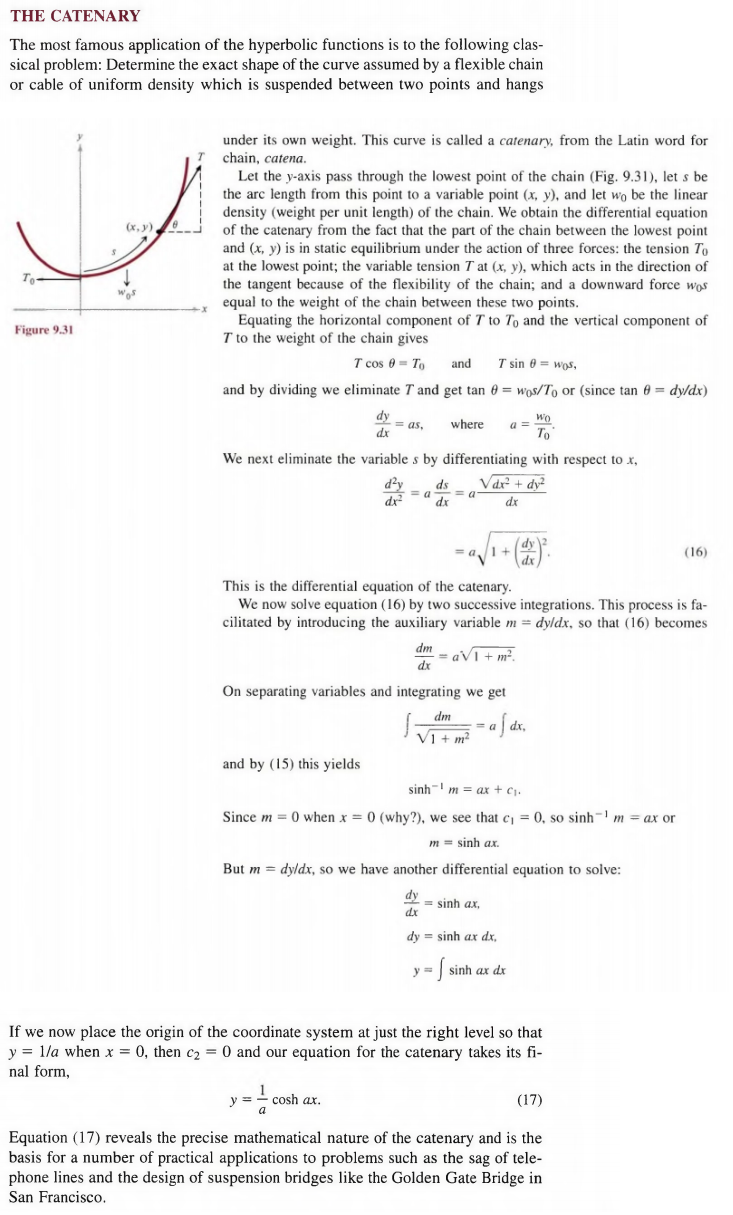 THE CATENARY
The most famous application of the hyperbolic functions is to the following clas-
sical problem: Determine the exact shape of the curve assumed by a flexible chain
or cable of uniform density which is suspended between two points and hangs
under its own weight. This curve is called a catenary, from the Latin word for
chain, catena.
Let the y-axis pass through the lowest point of the chain (Fig. 9.31), let s be
the arc length from this point to a variable point (x, y), and let w₀ be the linear
density (weight per unit length) of the chain. We obtain the differential equation
of the catenary from the fact that the part of the chain between the lowest point
and (x, y) is in static equilibrium under the action of three forces: the tension T₀
at the lowest point; the variable tension T at (x, y), which acts in the direction of
the tangent because of the flexibility of the chain; and a downward force w₀s
equal to the weight of the chain between these two points.
Equating the horizontal component of T to T₀ and the vertical component of
T to the weight of the chain gives
y
T
(x, y)
θ
s
T₀
w₀s
x
Figure 9.31
T cos θ = T₀ and T sin θ = w₀s,
and by dividing we eliminate T and get tan θ = w₀s/T₀ or (since tan θ = dy/dx)
dy/dx = as, where a = w₀/T₀.
We next eliminate the variable s by differentiating with respect to x,
d²y/dx² = a ds/dx = a √(dx² + dy²)/dx
= a√(1 + (dy/dx)²). (16)
This is the differential equation of the catenary.
We now solve equation (16) by two successive integrations. This process is fa-
cilitated by introducing the auxiliary variable m = dy/dx, so that (16) becomes
dm/dx = a√(1 + m²).
On separating variables and integrating we get
∫ dm/√(1 + m²) = a ∫ dx,
and by (15) this yields
sinh⁻¹ m = ax + c₁.
Since m = 0 when x = 0 (why?), we see that c₁ = 0, so sinh⁻¹ m = ax or
m = sinh ax.
But m = dy/dx, so we have another differential equation to solve:
dy/dx = sinh ax,
dy = sinh ax dx,
y = ∫ sinh ax dx
If we now place the origin of the coordinate system at just the right level so that
y = 1/a when x = 0, then c₂ = 0 and our equation for the catenary takes its fi-
nal form,
y = 1/a cosh ax. (17)
Equation (17) reveals the precise mathematical nature of the catenary and is the
basis for a number of practical applications to problems such as the sag of tele-
phone lines and the design of suspension bridges like the Golden Gate Bridge in
San Francisco.